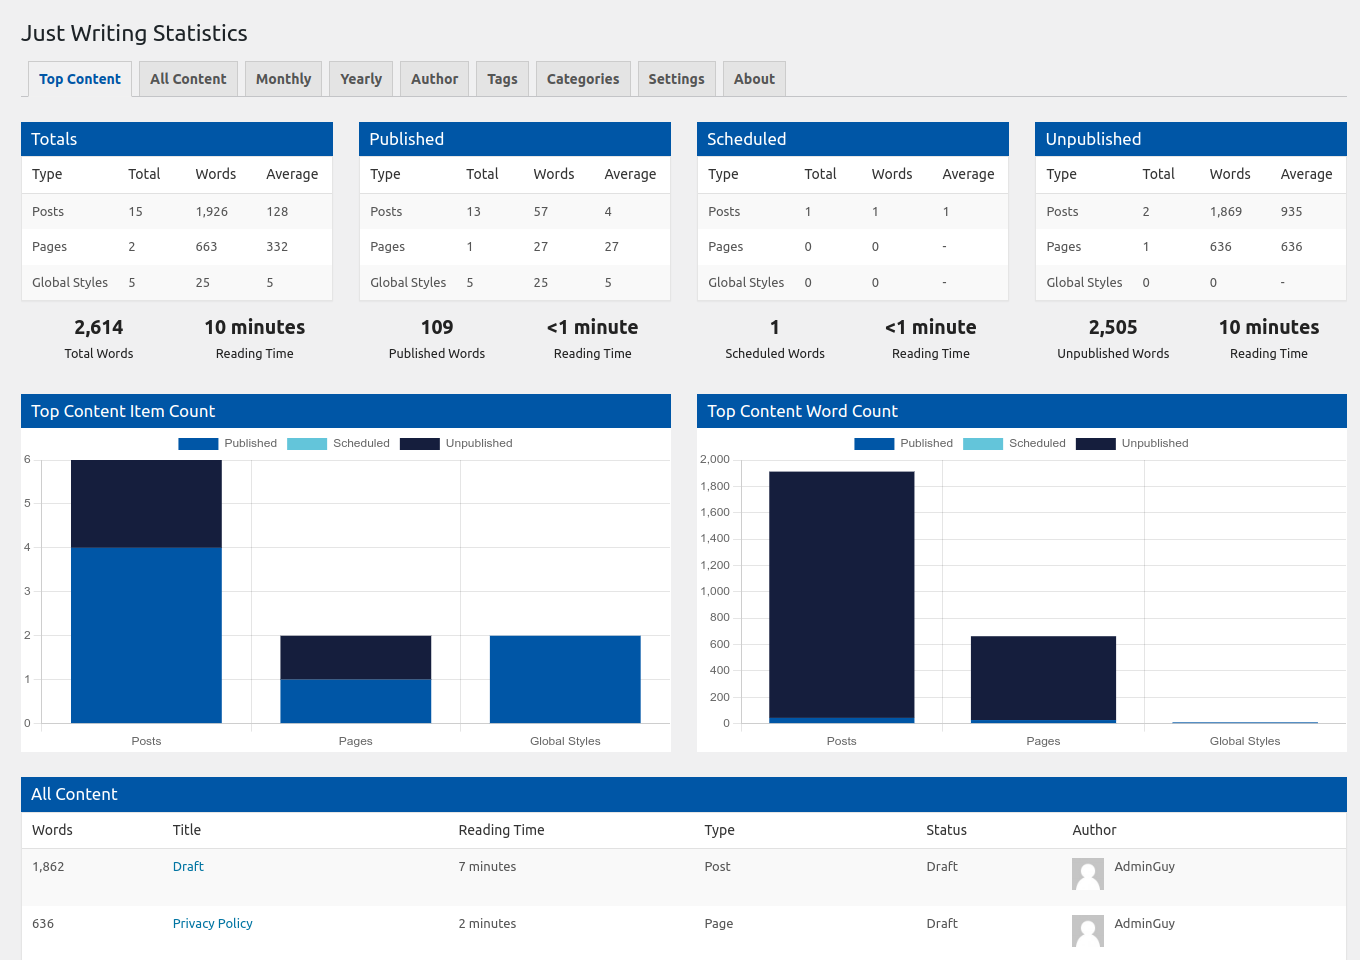 Just Writing Statistics
Top Content All Content Monthly Yearly Author Tags Categories Settings About
Totals
Type Total Words Average
Posts 15 1,926 128
Pages 2 663 332
Global Styles 5 25 5
2,614 10 minutes
Total Words Reading Time
Published
Type Total Words Average
Posts 13 57 4
Pages 1 27 27
Global Styles 5 25 5
109 <1 minute
Published Words Reading Time
Scheduled
Type Total Words Average
Posts 1 1 1
Pages 0 0 -
Global Styles 0 0 -
1 <1 minute
Scheduled Words Reading Time
Unpublished
Type Total Words Average
Posts 2 1,869 935
Pages 1 636 636
Global Styles 0 0 -
2,505 10 minutes
Unpublished Words Reading Time
Top Content Item Count
Published Scheduled Unpublished
6
5
4
3
2
1
0
Posts Pages Global Styles
Top Content Word Count
Published Scheduled Unpublished
2,000
1,800
1,600
1,400
1,200
1,000
800
600
400
200
0
Posts Pages Global Styles
All Content
Words Title Reading Time Type Status Author
1,862 Draft 7 minutes Post Draft AdminGuy
636 Privacy Policy 2 minutes Page Draft AdminGuy